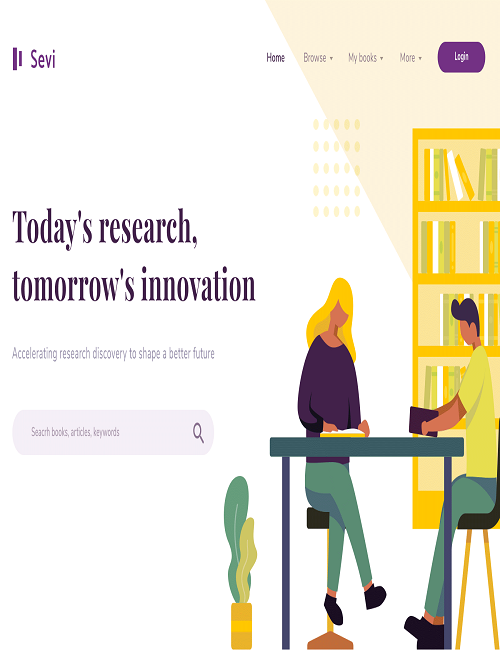 Sevi
Home Browse My books More Login
Today's research,
tomorrow's innovation
Accelerating research discovery to shape a better future
Seacrh books, articles, keywords